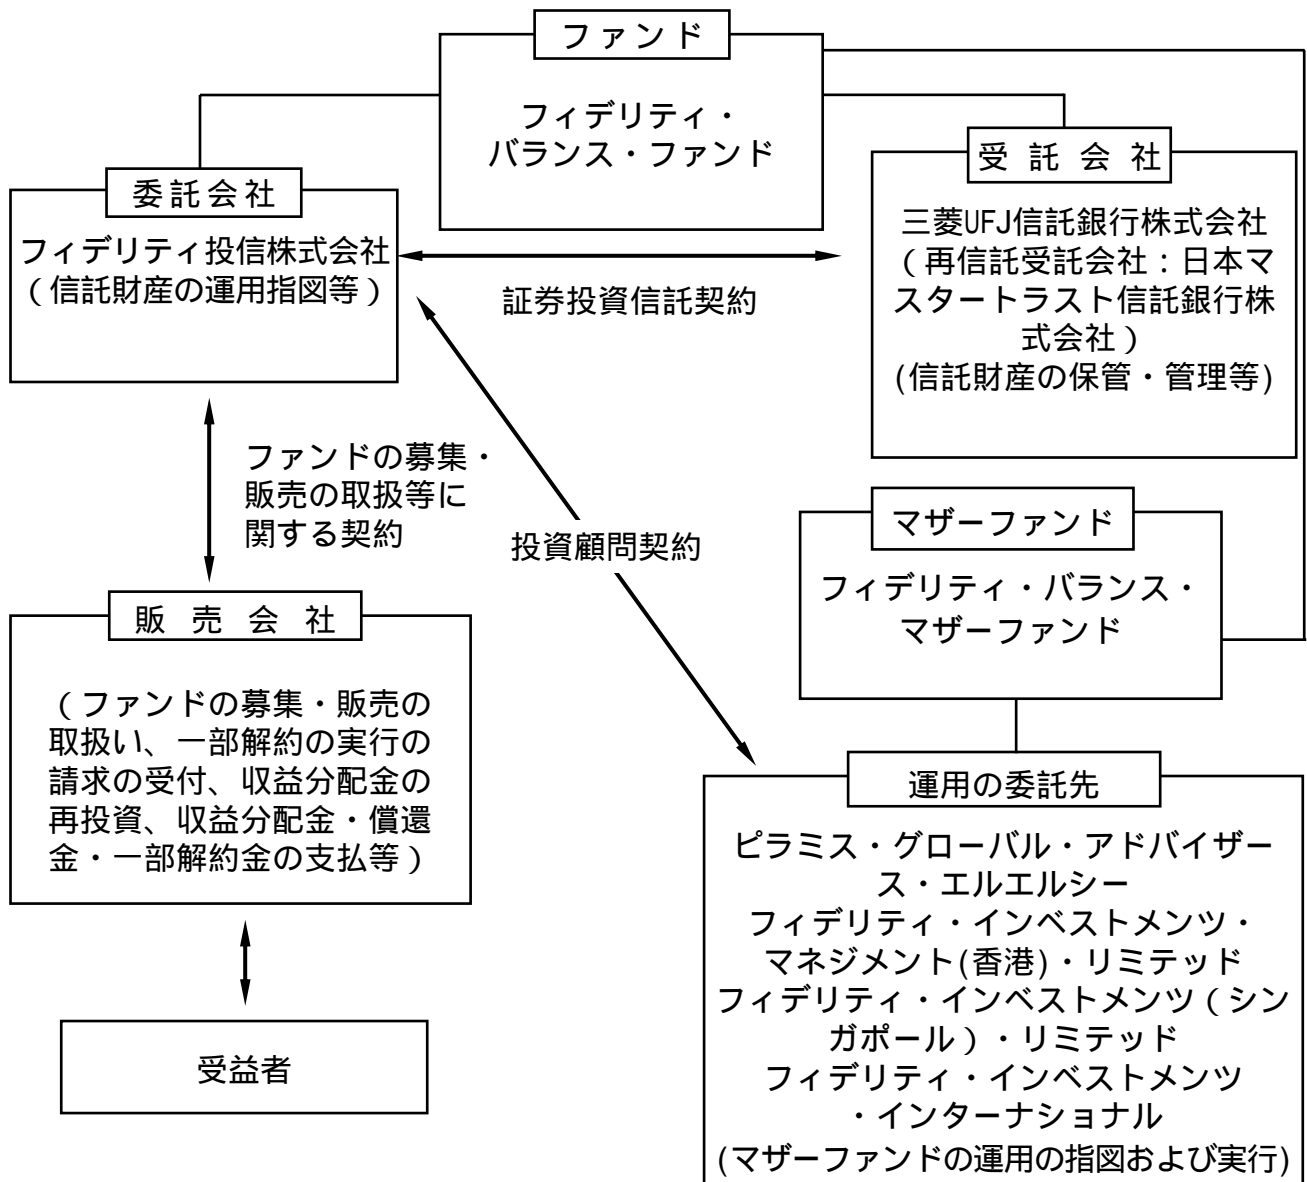 ファンド
フィデリティ・
バランス・ファンド
委託会社
フィデリティ投信株式会社
(信託財産の運用指図等)
受託会社
三菱UFJ信託銀行株式会社
(再信託受託会社:日本マ
スタートラスト信託銀行株
式会社)
(信託財産の保管・管理等)
証券投資信託契約
ファンドの募集・
販売の取扱等に
関する契約
投資顧問契約
マザーファンド
フィデリティ・バランス・
マザーファンド
販売会社
(ファンドの募集・販売の
取扱い、一部解約の実行の
請求の受付、収益分配金の
再投資、収益分配金・償還
金・一部解約金の支払等)
運用の委託先
ピラミス・グローバル・アドバイザー
ス・エルエルシー
フィデリティ・インベストメンツ・
マネジメント(香港)・リミテッド
フィデリティ・インベストメンツ(シン
ガポール)・リミテッド
フィデリティ・インベストメンツ
・インターナショナル
(マザーファンドの運用の指図および実行)
受益者